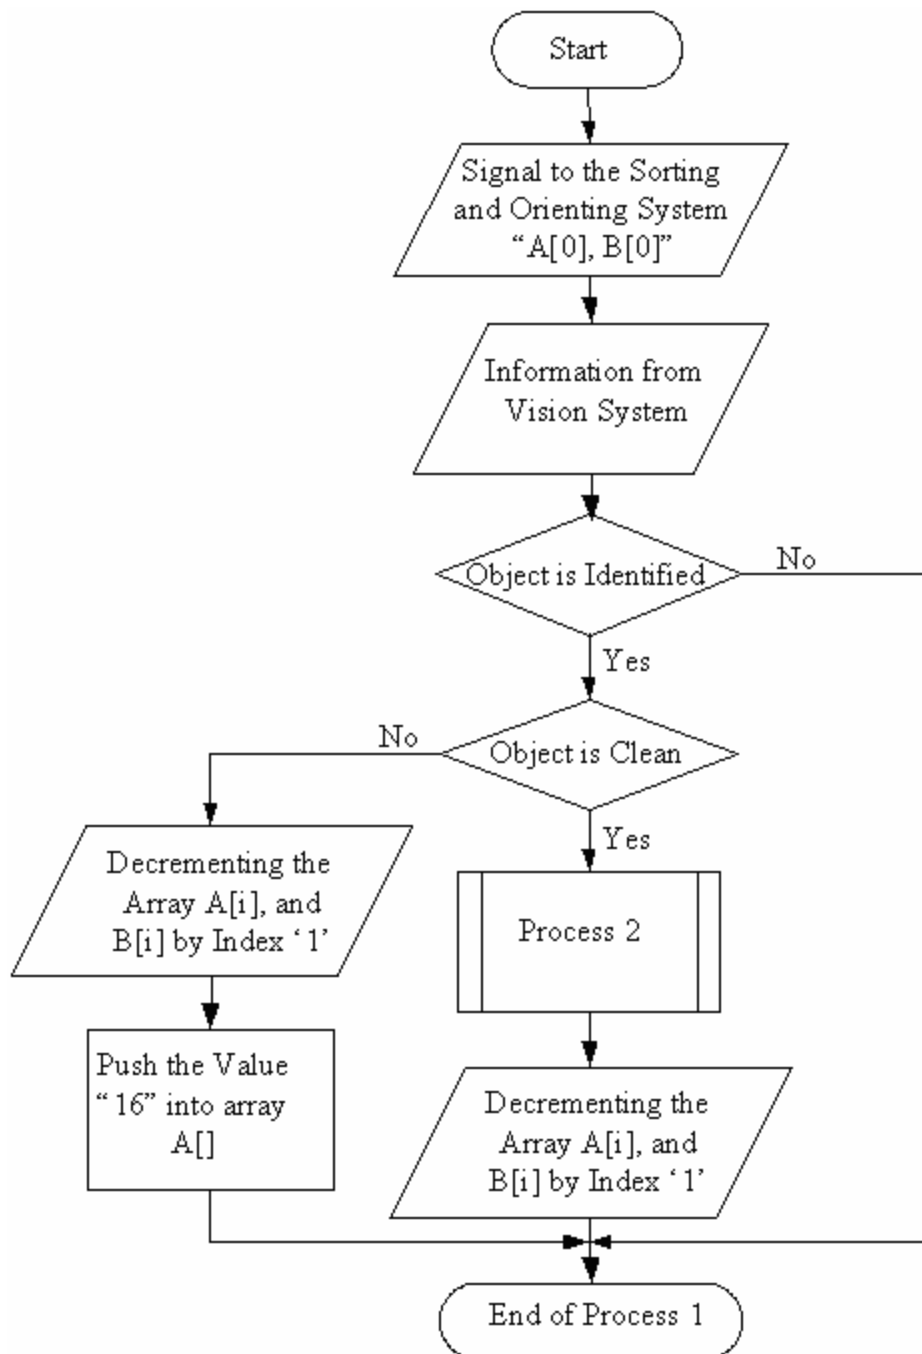 Start
Signal to the Sorting
and Orienting System
“A[0], B[0]”
Information from
Vision System
Object is Identified
No
Yes
Object is Clean
No
Yes
Decrementing the
Array A[i], and
B[i] by Index ‘1’
Process 2
Push the Value
“16” into array
A[]
Decrementing the
Array A[i], and
B[i] by Index ‘1’
End of Process 1